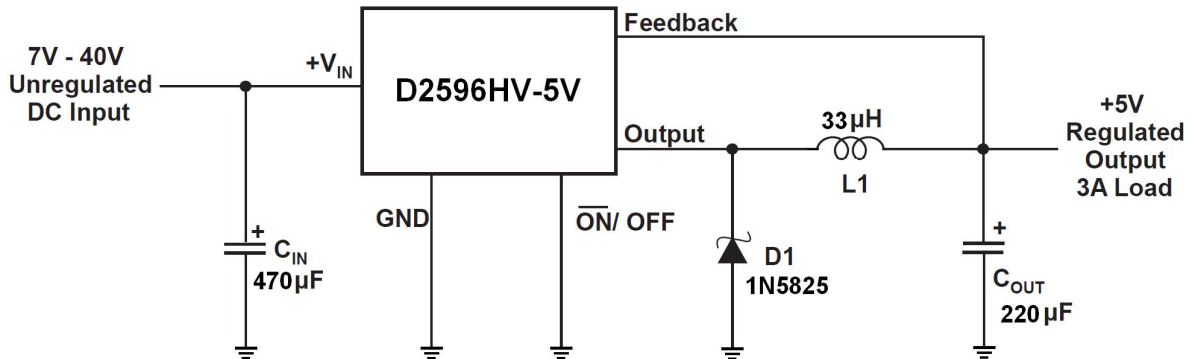 Feedback
7V - 40V
Unregulated
DC Input
+VIN
D2596HV-5V
Output
33µH
L1
+5V
Regulated
Output
3A Load
GND
ON/ OFF
+
CIN
470µF
D1
1N5825
+
COUT
220µF